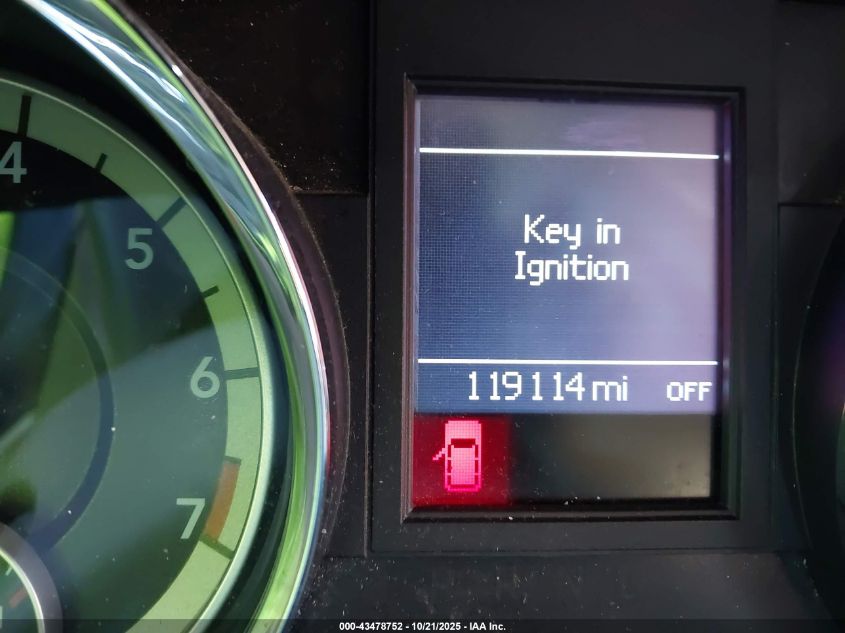 4
5
6
7
Key in
Ignition
119114 mi OFF
000-43478752 - 10/21/2025 - IAA Inc.